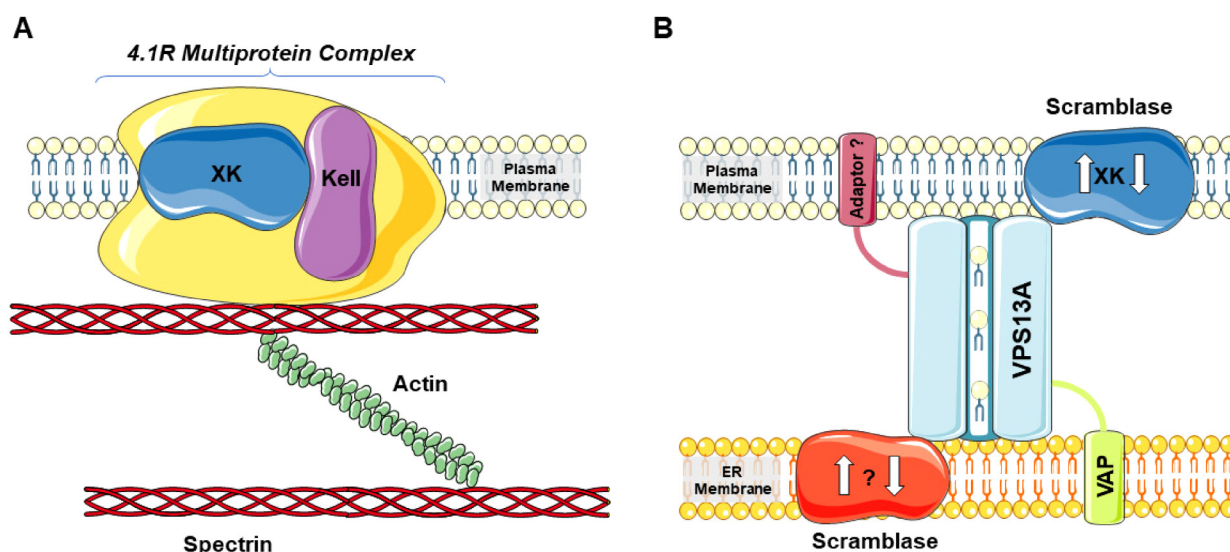 A
4.1R Multiprotein Complex
XK
Kell
Plasma
Membrane
Actin
Spectrin
B
Scramblase
Plasma
Membrane
Adaptor ?
XK
VPS13A
ER
Membrane
?
VAP
Scramblase